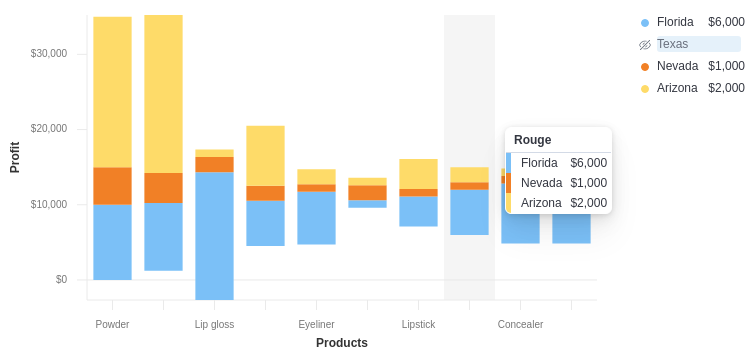 Florida $6,000
Texas
Nevada $1,000
Arizona $2,000
$30,000
$20,000
$10,000
$0
Profit
Rouge
Florida $6,000
Nevada $1,000
Arizona $2,000
Powder Lip gloss Eyeliner Lipstick Concealer
Products